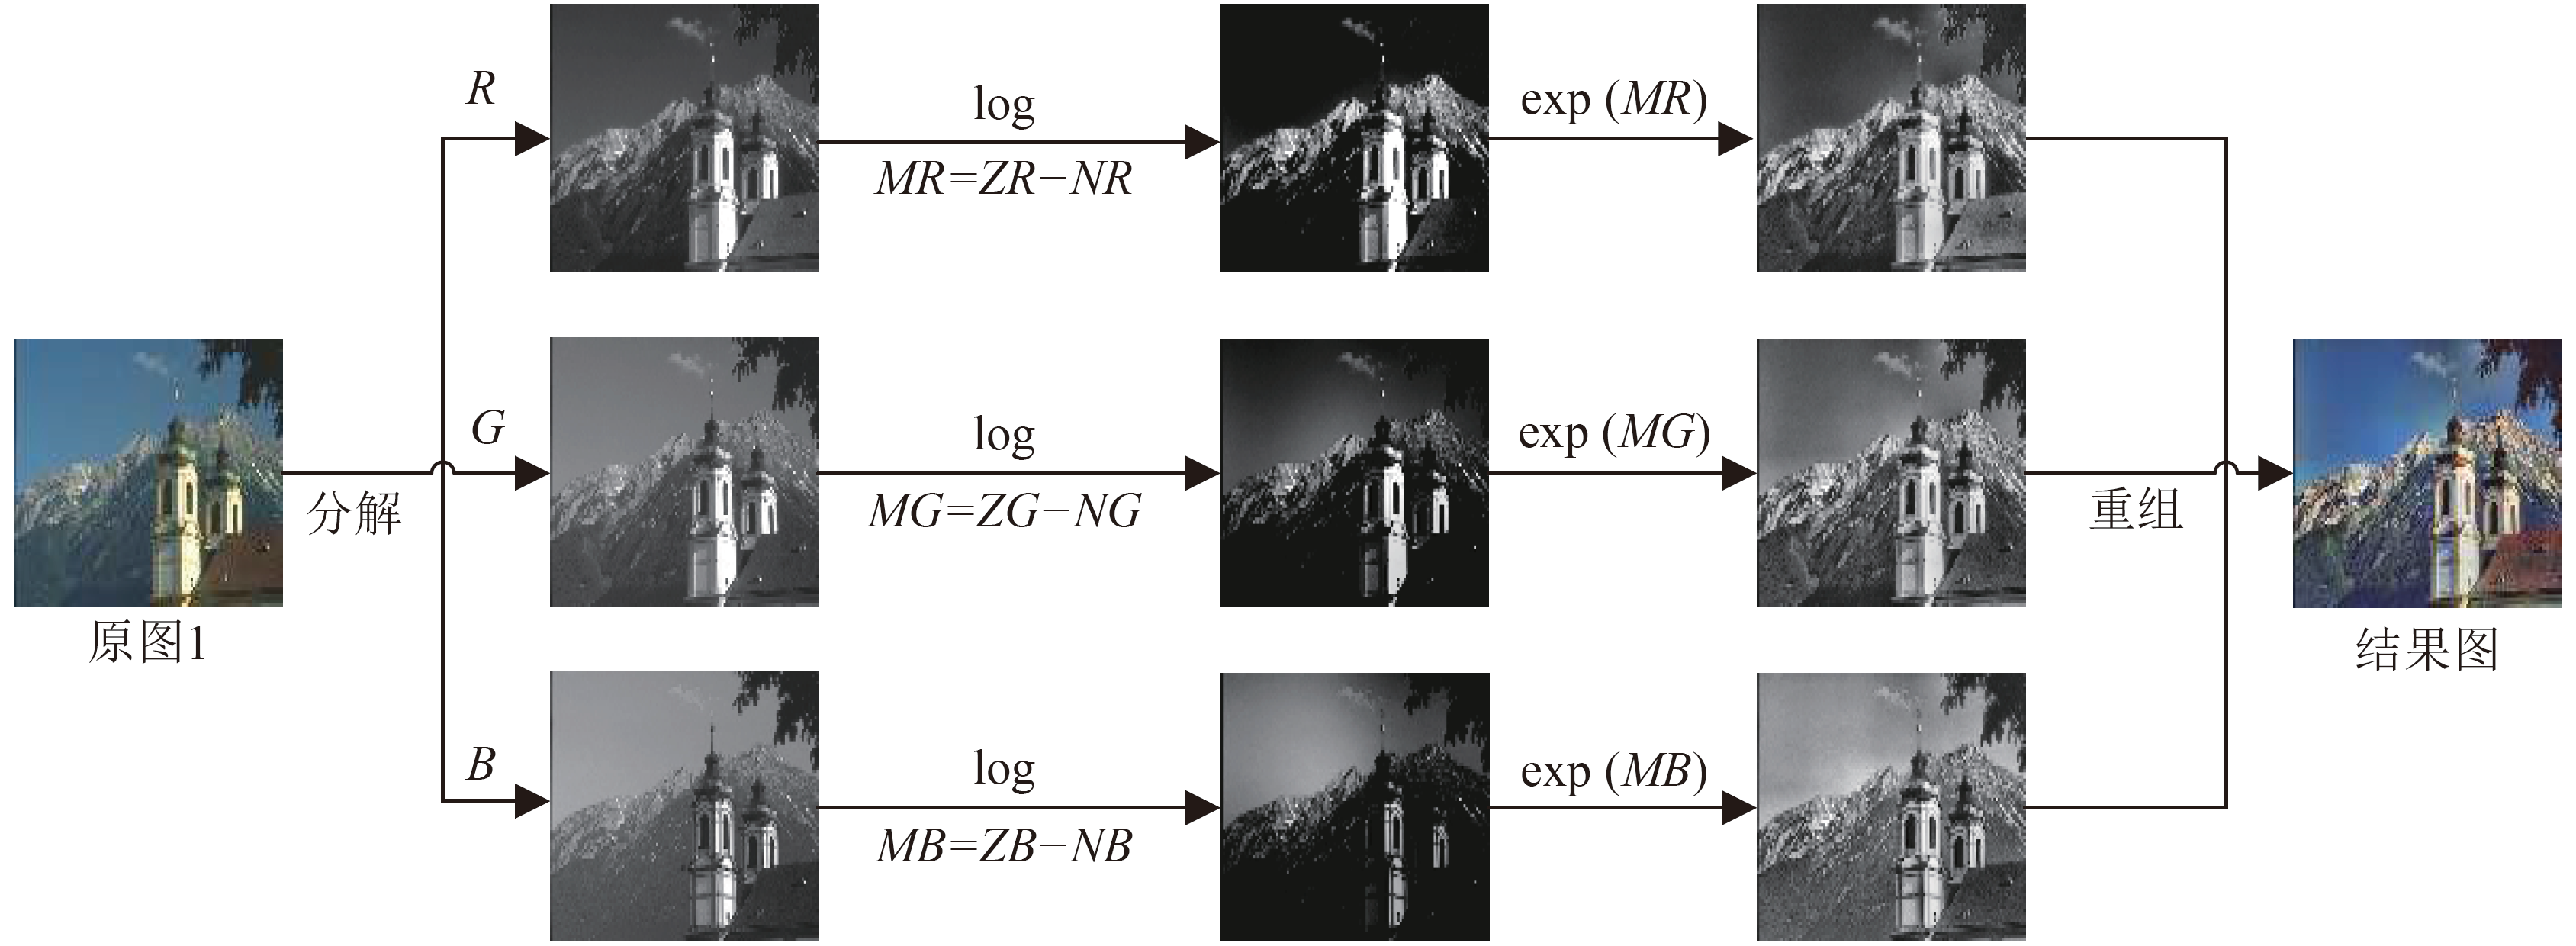 R
log
MR=ZR−NR
exp (MR)
G
log
MG=ZG−NG
exp (MG)
分解
重组
原图1
结果图
B
log
MB=ZB−NB
exp (MB)